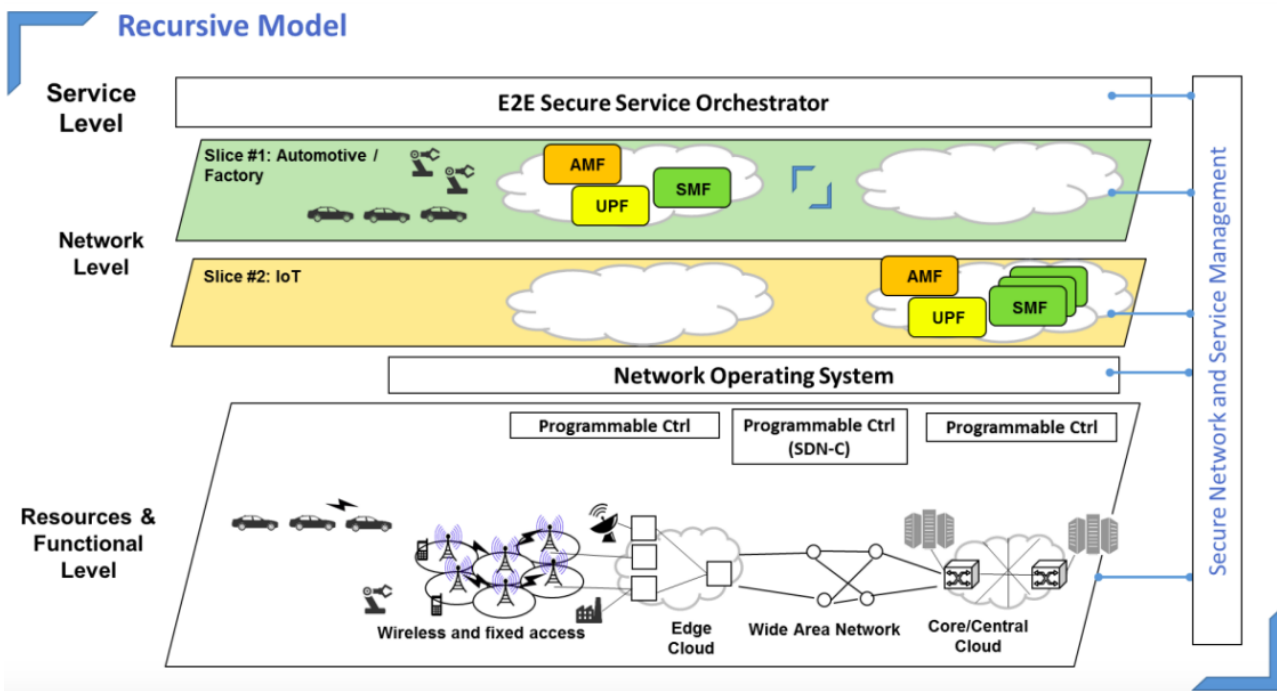 Recursive Model
Service
Level
E2E Secure Service Orchestrator
Slice #1: Automotive /
Factory
AMF
UPF
SMF
Network
Level
Slice #2: IoT
AMF
UPF
SMF
Network Operating System
Programmable Ctrl
Programmable Ctrl
(SDN-C)
Programmable Ctrl
Resources &
Functional
Level
Wireless and fixed access
Edge
Cloud
Wide Area Network
Core/Central
Cloud
Secure Network and Service Management